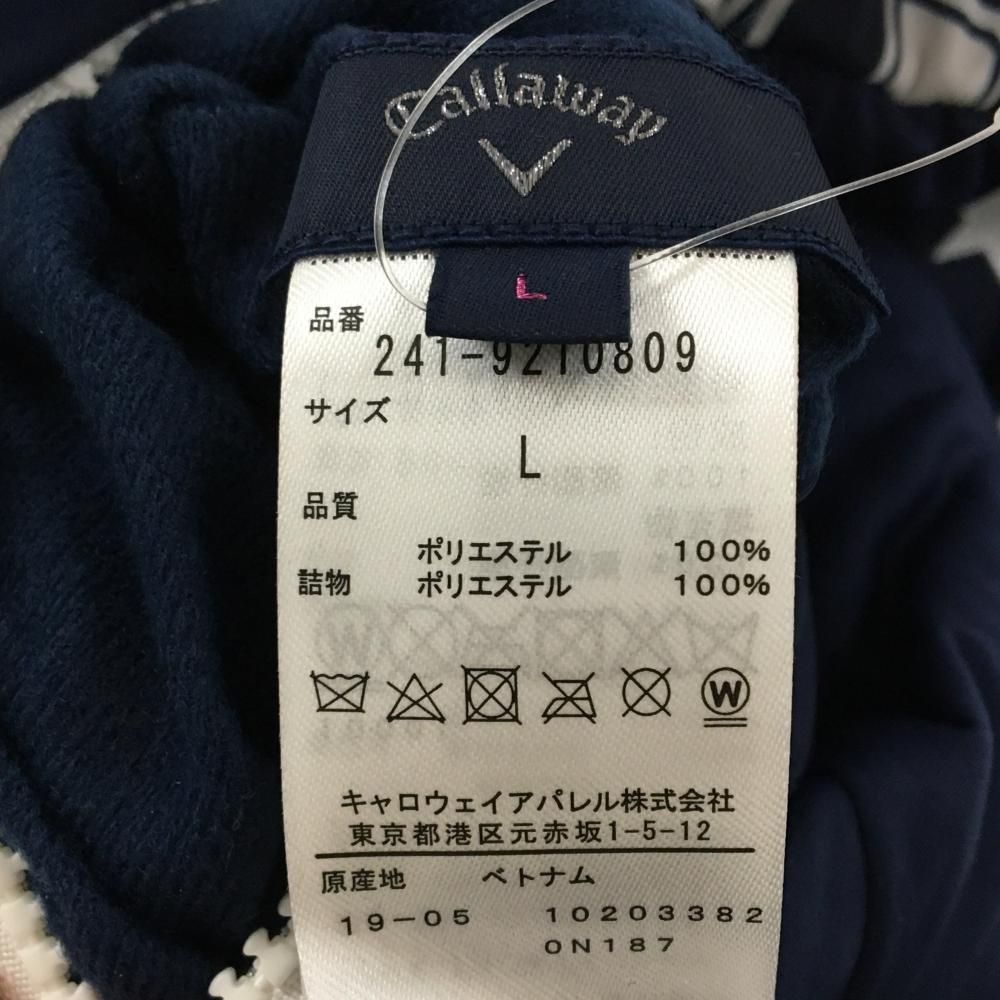 Callaway
L
品番
241-9210809
サイズ
L
品質
ポリエステル 100%
詰物 ポリエステル 100%
W
キャロウェイアパレル株式会社
東京都港区元赤坂1-5-12
原産地 ベトナム
19-05 10203382
0N187